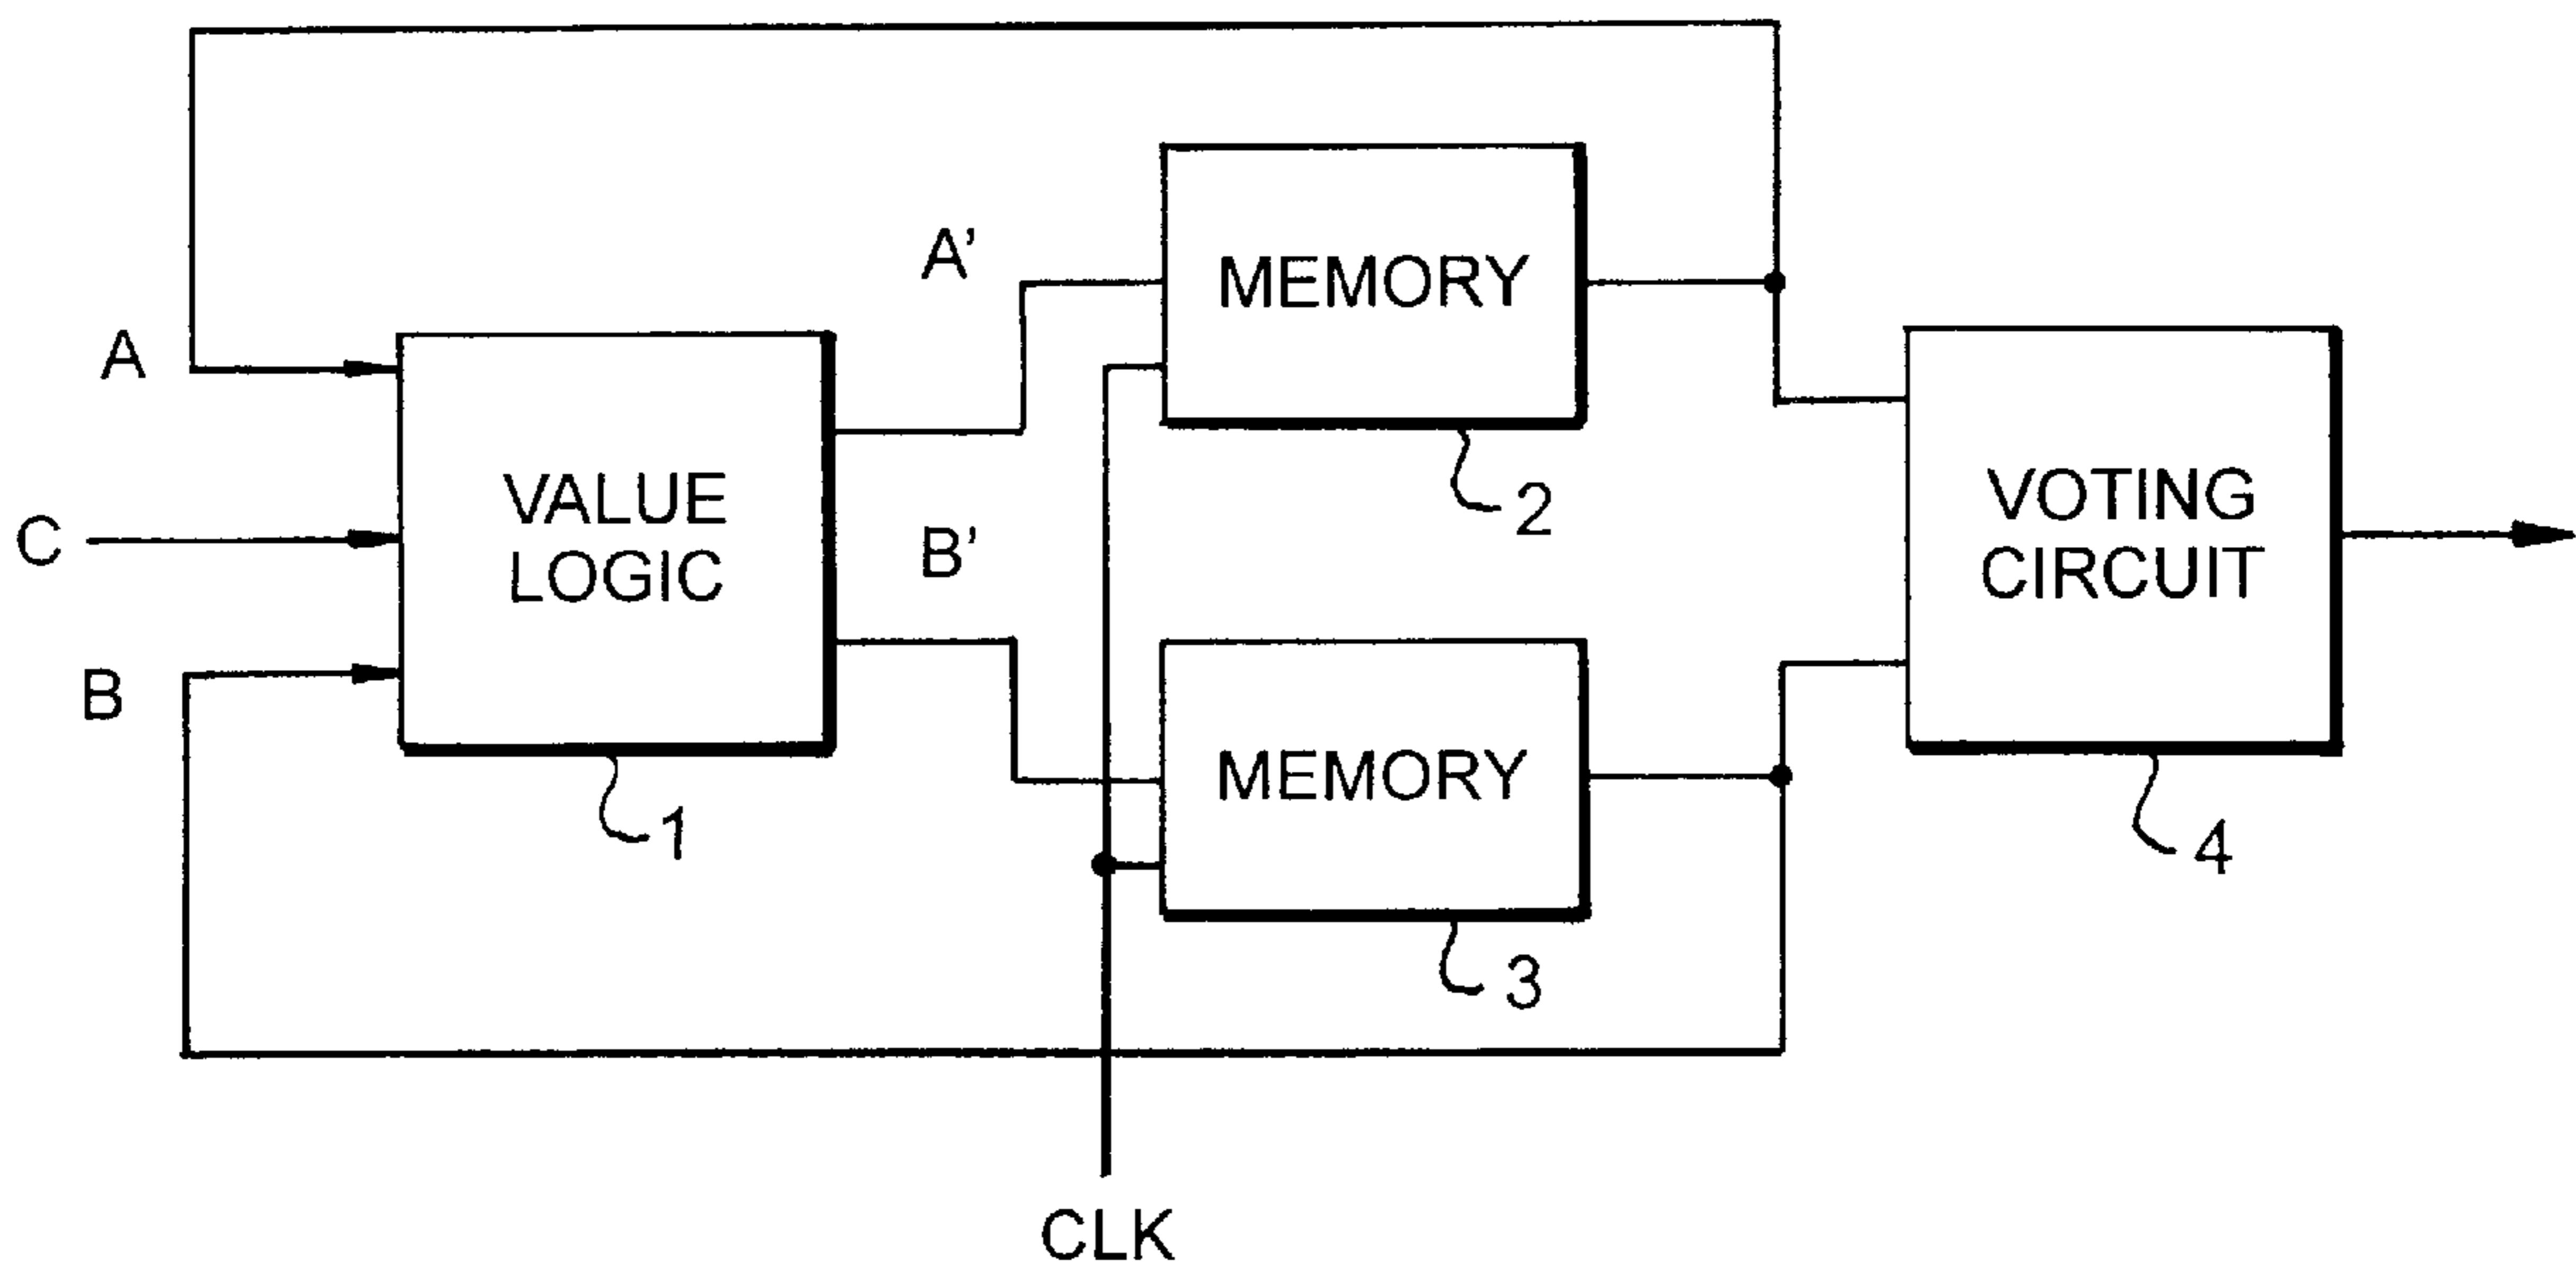 A
C
B
VALUE
LOGIC
1
A’
B’
MEMORY
2
MEMORY
3
VOTING
CIRCUIT
4
CLK